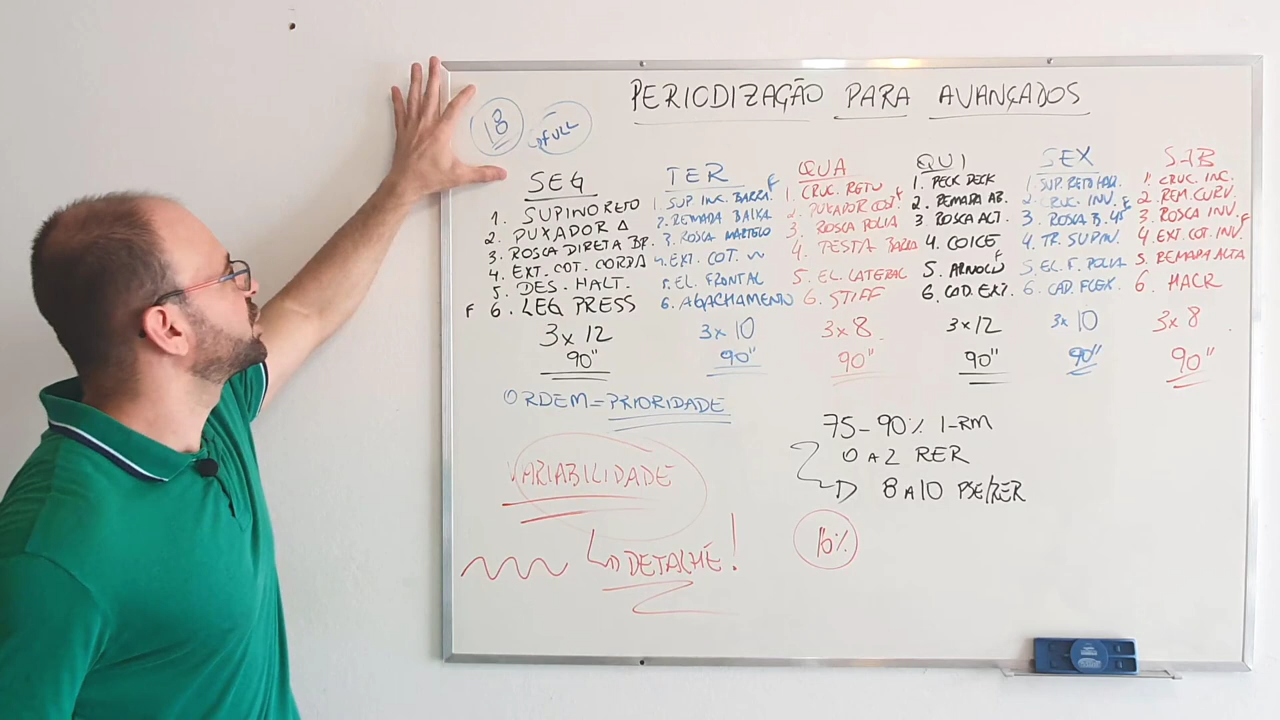 PERIODIZAÇÃO PARA AVANÇADOS
18
FULL
SEG
1. SUPINO RETO
2. PUXADOR Δ
3. ROSCA DIRETA BP.
4. EXT. COT. CORDA
5. DES. HALT.
F 6. LEG PRESS
3x12
90"
TER
F
1. SUP INC. BARRA
2. REMADA BAIXA
3. ROSCA MARTELO
4. EXT. COT. W
5. EL. FRONTAL
6. AGACHAMENTO
3x10
90"
QUA
1. CRUC. RETO
2. PUXADOR COST F
3. ROSCA POLIA
4. TESTA BARRA
5. EL. LATERAL
6. STIFF
3x8
90"
QUI
1. PECK DECK
2. REMADA AB.
3. ROSCA ALT.
4. COICE
F
5. ARNOLD
6. CAD. EXT.
3x12
90"
SEX
1. SUP. RETO HAL.
2. CRUC. INV. F
3. ROSCA B. 45
4. TR. SUPIN.
5. EL. F. POLIA
6. CAD. FLEX.
3x10
90"
SAB
1. CRUC. INC.
2. REM. CURV.
3. ROSCA INV. F
4. EXT. COT. INV.
5. REMADA ALTA
6. HACK
3x8
90"
ORDEM = PRIORIDADE
VARIABILIDADE
DETALHE!
75-90% 1-RM
0 A 2 RER
8 A 10 PSE/RER
16%